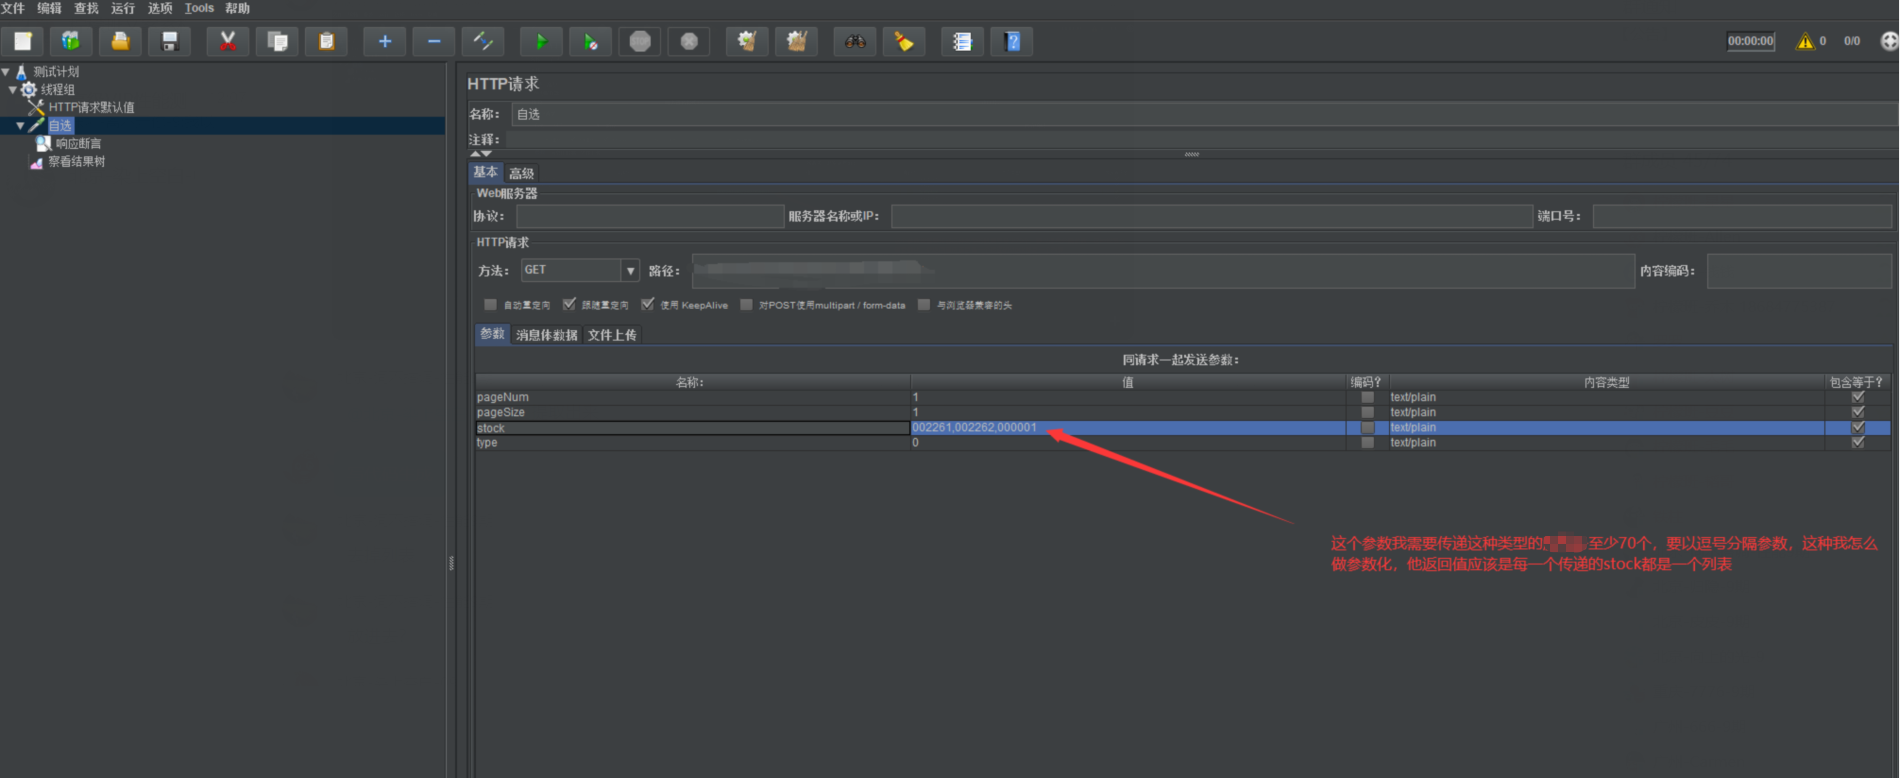 文件 编辑 查找 运行 选项 Tools 帮助
00:00:00 0 0/0
测试计划
线程组
HTTP请求默认值
自选
响应断言
察看结果树
HTTP请求
名称： 自选
注释：
基本 高级
Web服务器
协议： 服务器名称或IP： 端口号：
HTTP请求
方法： GET 路径： 内容编码：
自动重定向 跟随重定向 使用 KeepAlive 对POST使用multipart / form-data 与浏览器兼容的头
参数 消息体数据 文件上传
同请求一起发送参数：
名称： 值 编码？ 内容类型 包含等于？
pageNum 1 text/plain
pageSize 1 text/plain
stock 002261,002262,000001 text/plain
type 0 text/plain
这个参数我需要传递这种类型的 至少70个，要以逗号分隔参数，这种我怎么
做参数化，他返回值应该是每一个传递的stock都是一个列表